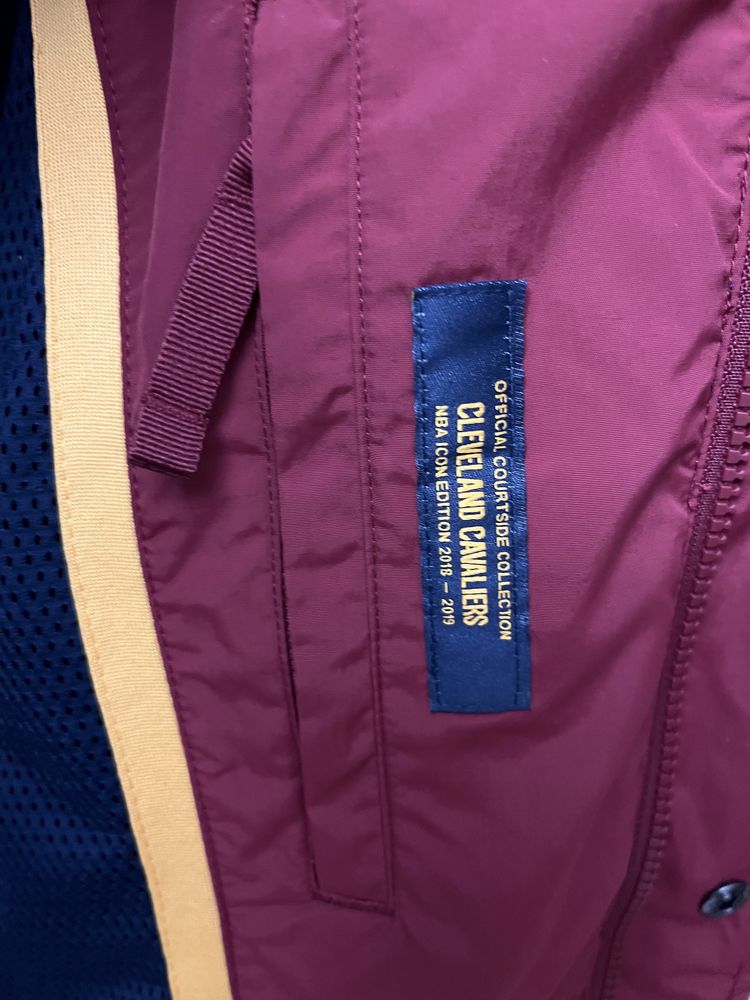 OFFICIAL COURTSIDE COLLECTION
CLEVELAND CAVALIERS
NBA ICON EDITION 2018 — 2019